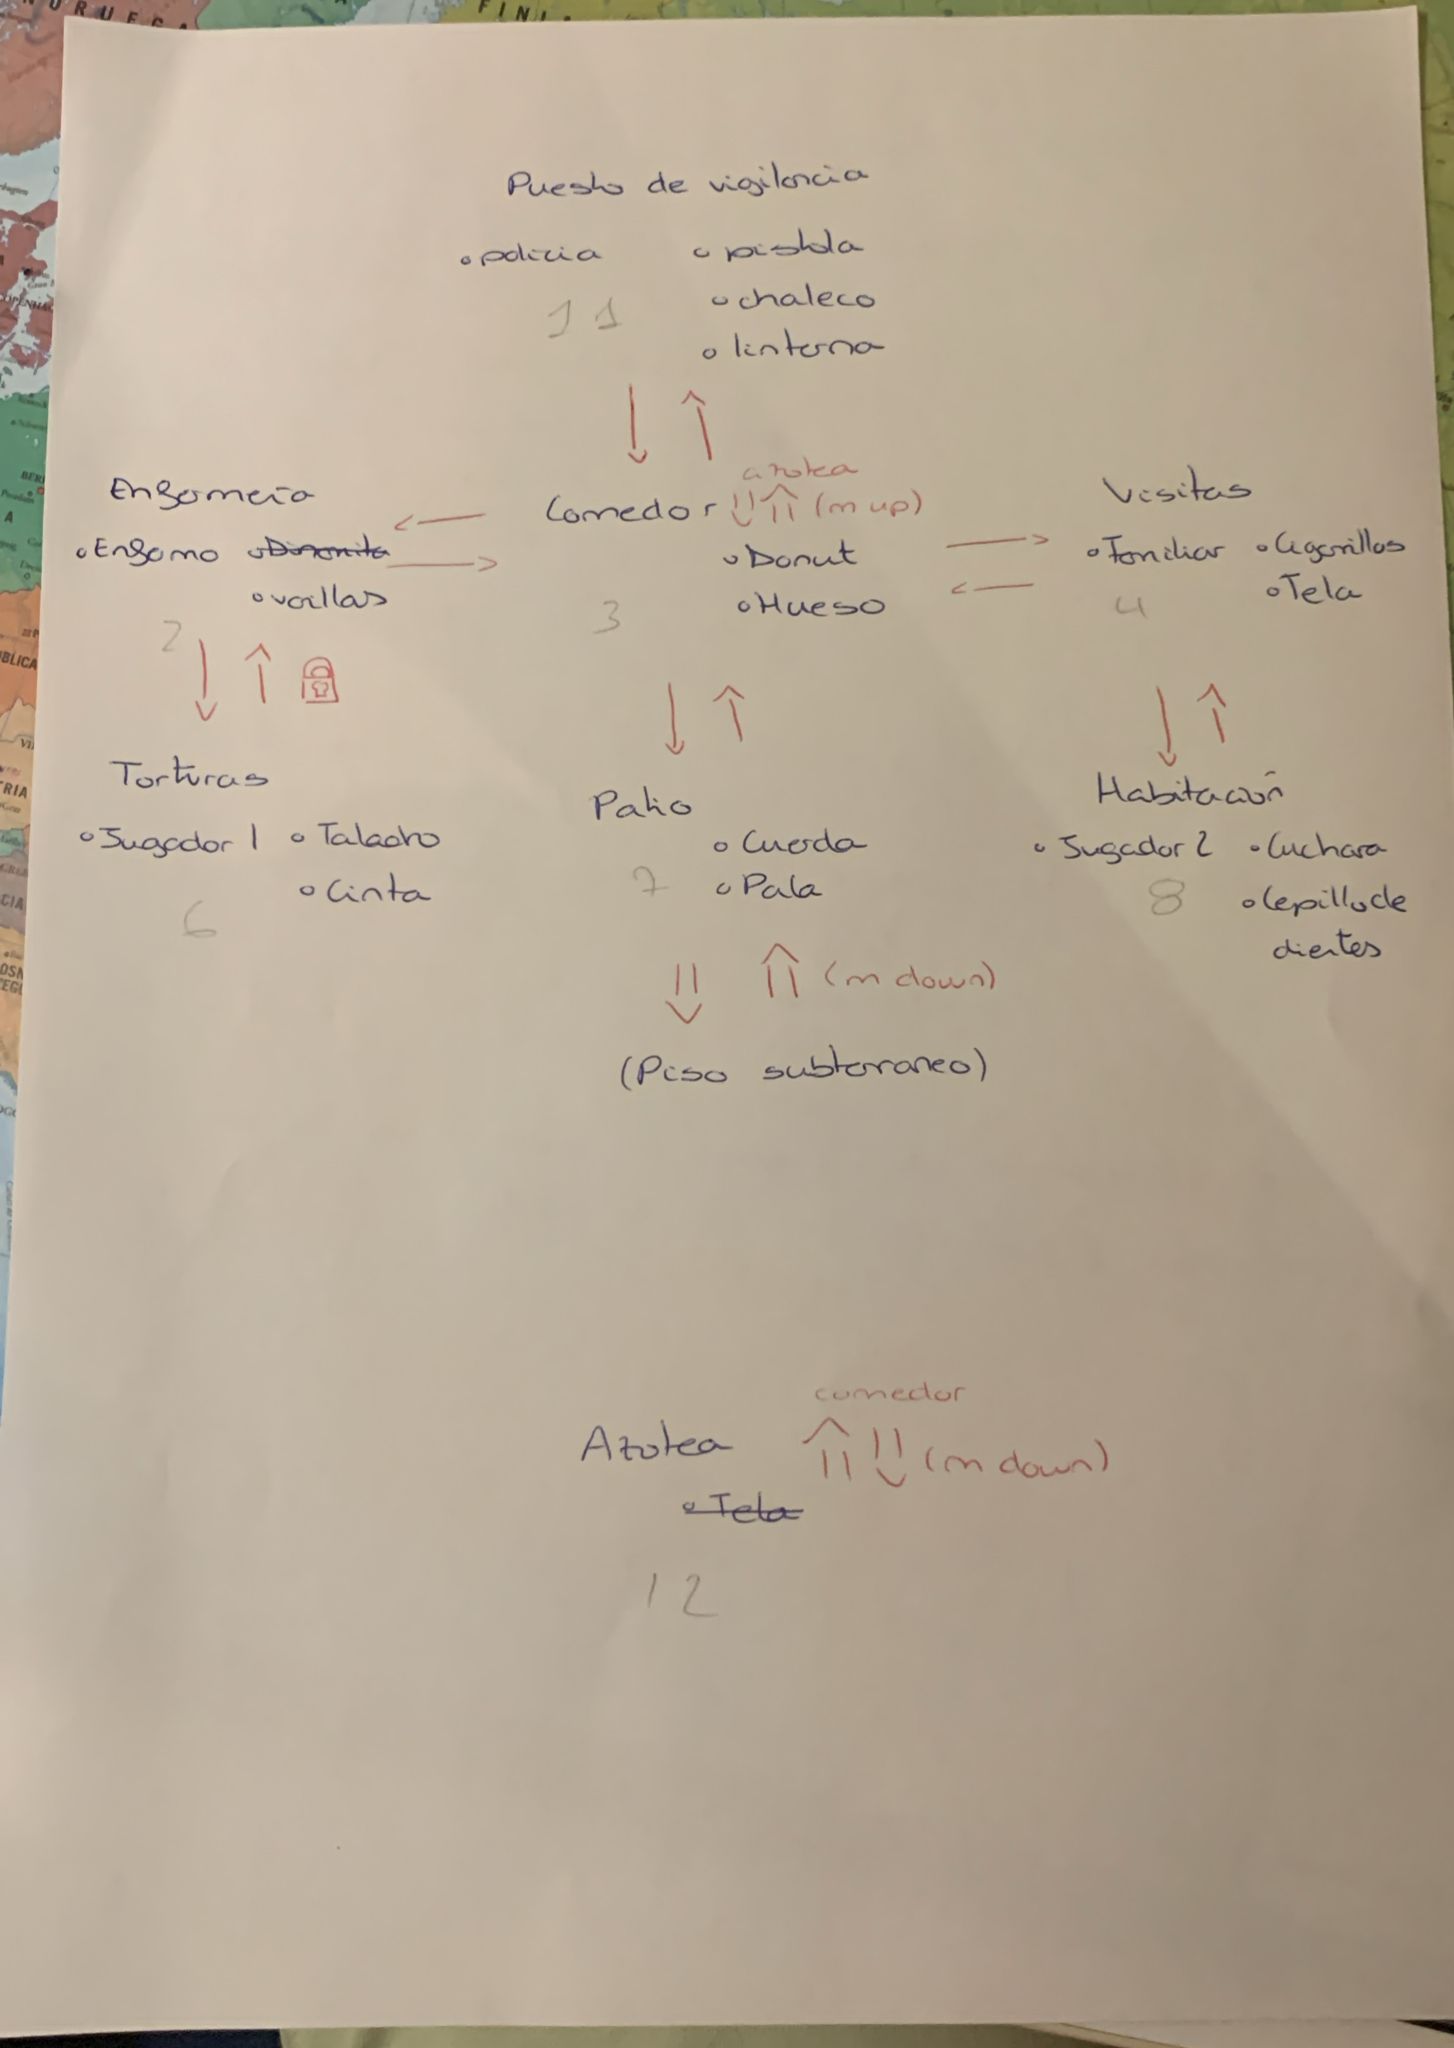 NORUEGA
FINL
Puesto de vigilancia
policia
pistola
chaleco
11
linterna
azotea
Enfermería
Comedor (m up)
Visitas
Enfermo Dinamita
Donut
Familiar Cigarrillos
vallas
Hueso
Tela
2
3
4
Torturas
Patio
Habitación
Jugador 1 Taladro
Cuerda
Jugador 2 Cuchara
Cinta
7 Pala
8 Cepillo de
dientes
6
(m down)
(Piso subterraneo)
comedor
Azotea (m down)
Tela
12